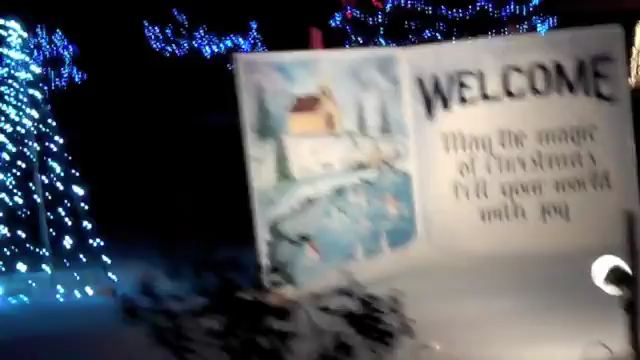 WELCOME
May the magic
of Christmas
fill your world
with joy